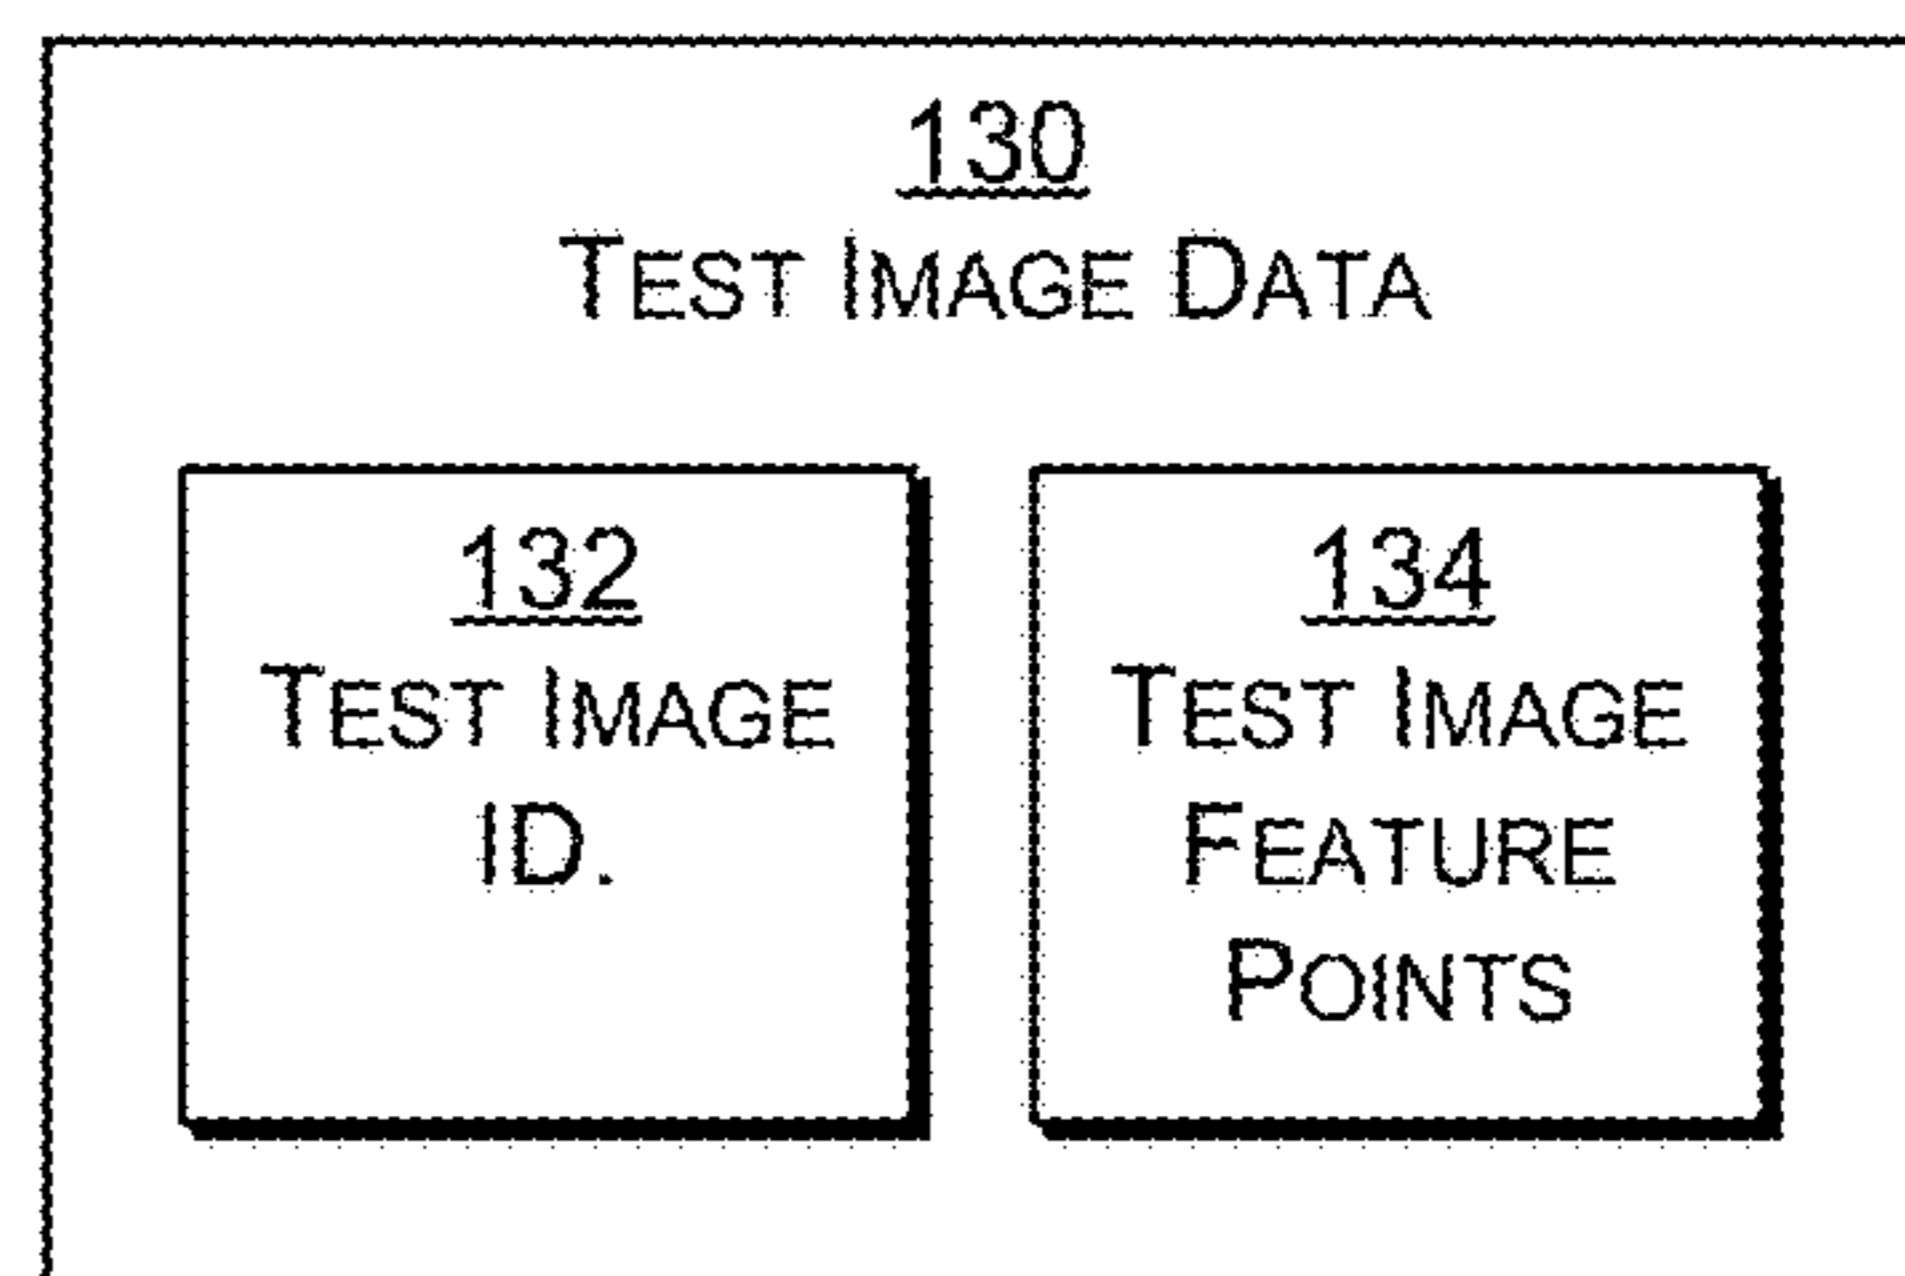 130
TEST IMAGE DATA
132
TEST IMAGE
ID.
134
TEST IMAGE
FEATURE
POINTS